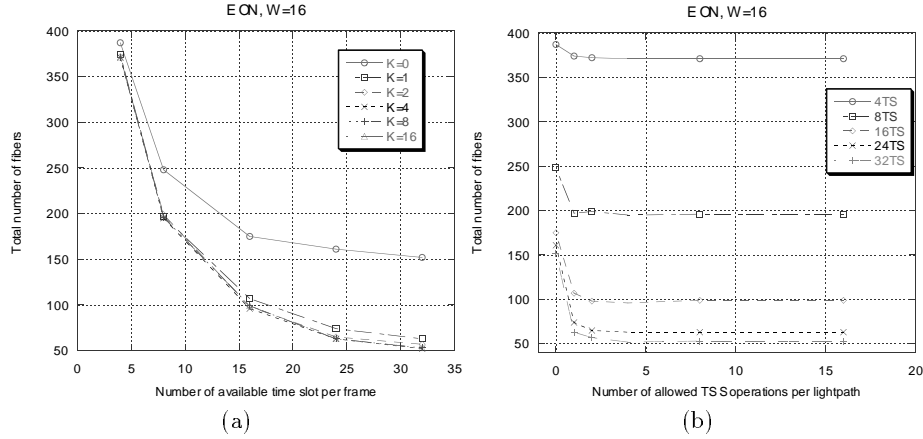 EON, W=16
400
350
300
250
200
150
100
50
0 5 10 15 20 25 30 35
Total number of fibers
Number of available time slot per frame
K=0
K=1
K=2
K=4
K=8
K=16
(a)
EON, W=16
400
350
300
250
200
150
100
50
0 5 10 15 20
Total number of fibers
Number of allowed TS Soperations per lightpath
4TS
8TS
16TS
24TS
32TS
(b)